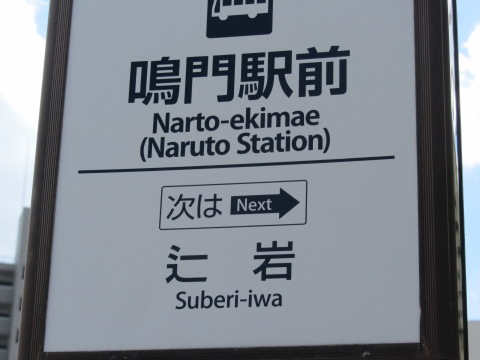 鳴門駅前
Narto-ekimae
(Naruto Station)
次は Next
辷 岩
Suberi-iwa